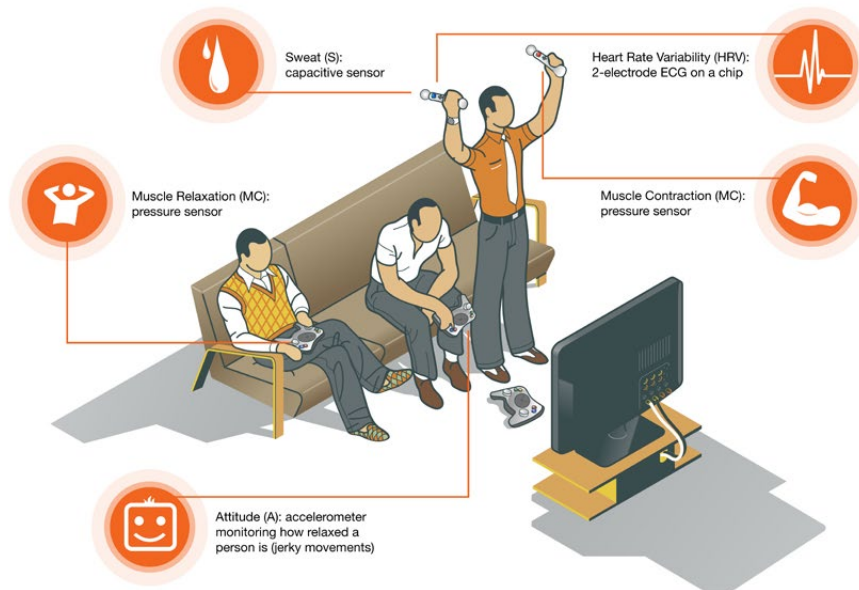 Sweat (S):
capacitive sensor
Heart Rate Variability (HRV):
2-electrode ECG on a chip
Muscle Relaxation (MC):
pressure sensor
Muscle Contraction (MC):
pressure sensor
Attitude (A): accelerometer
monitoring how relaxed a
person is (jerky movements)